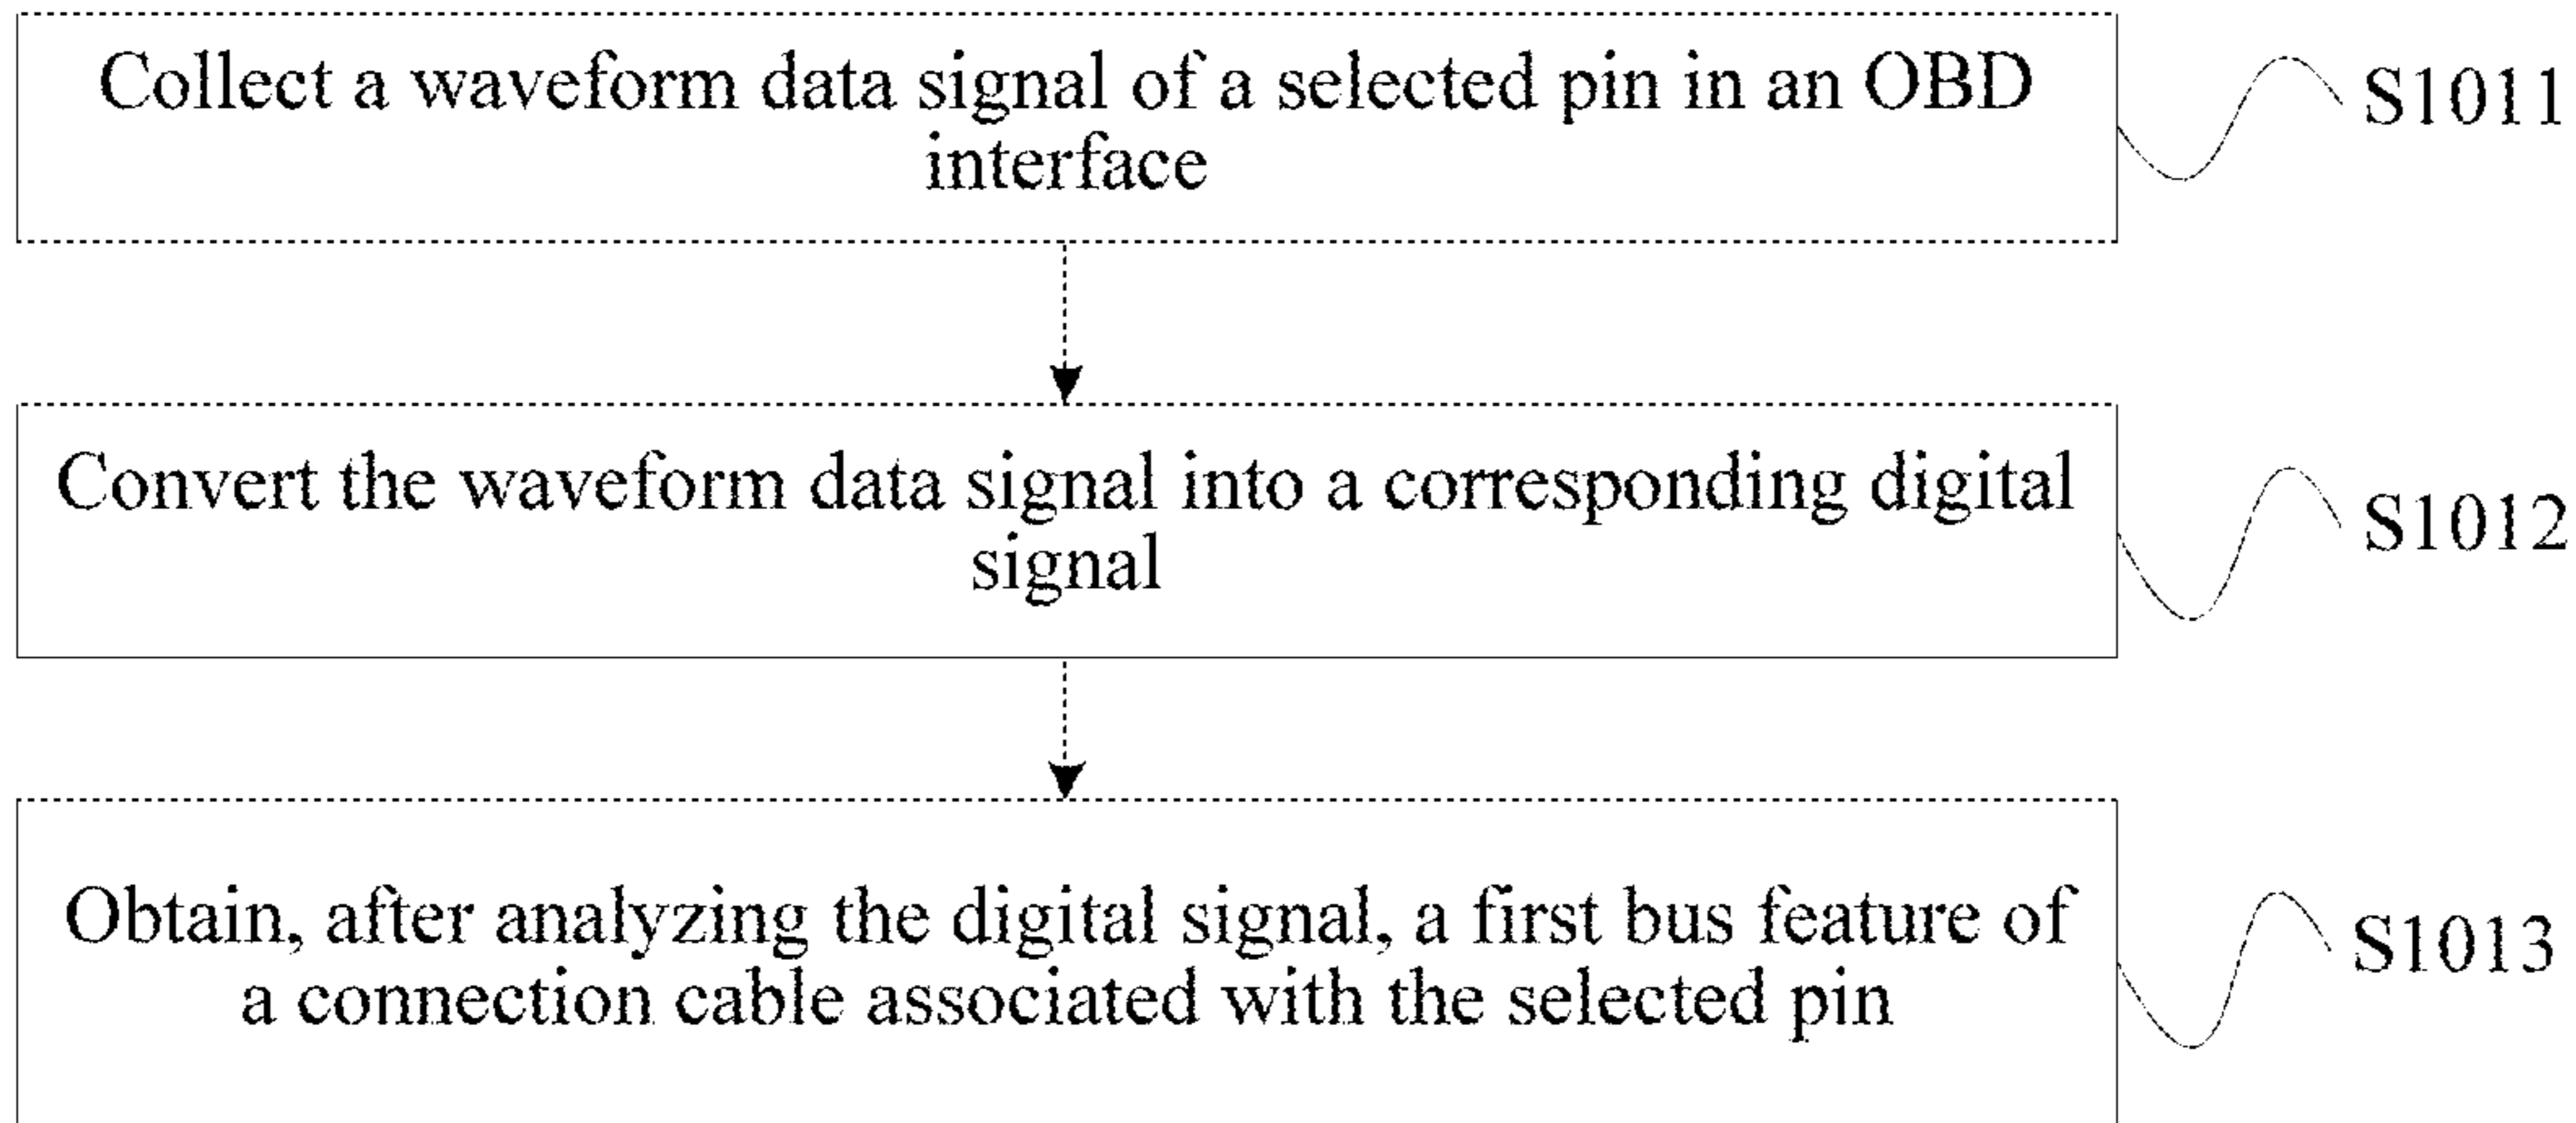 Collect a waveform data signal of a selected pin in an OBD
interface
S1011
Convert the waveform data signal into a corresponding digital
signal
S1012
Obtain, after analyzing the digital signal, a first bus feature of
a connection cable associated with the selected pin
S1013